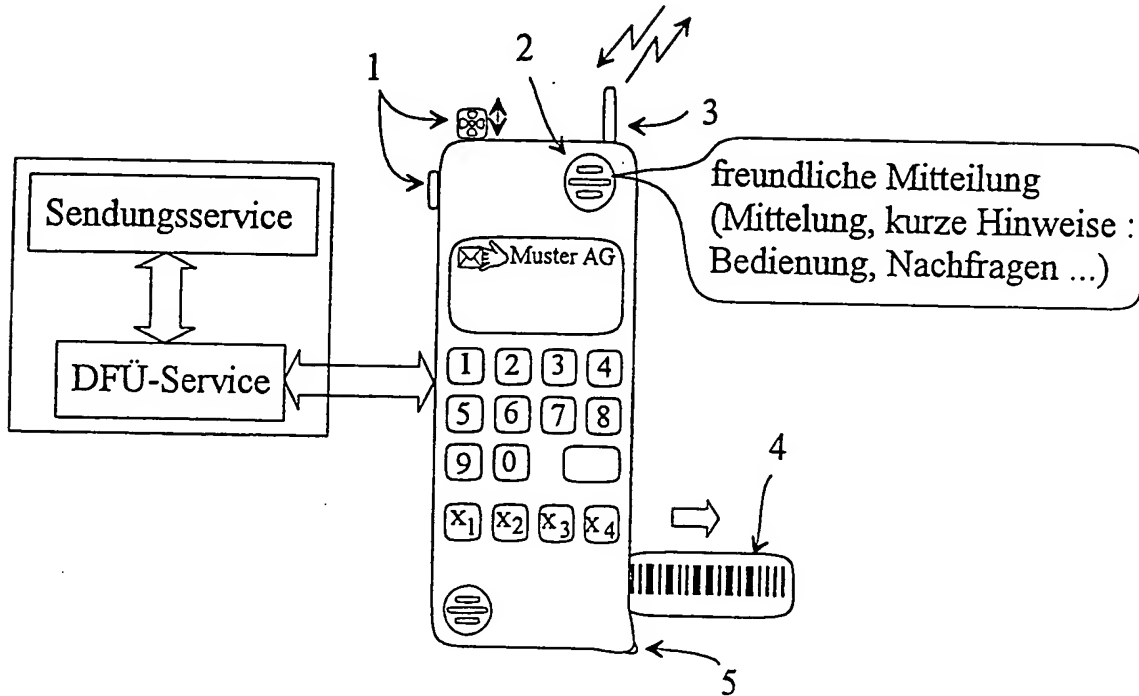 1
2
3
freundliche Mitteilung
(Mittelung, kurze Hinweise :
Bedienung, Nachfragen ...)
Sendungsservice
DFÜ-Service
Muster AG
1 2 3 4
5 6 7 8
9 0
x1 x2 x3 x4
4
5